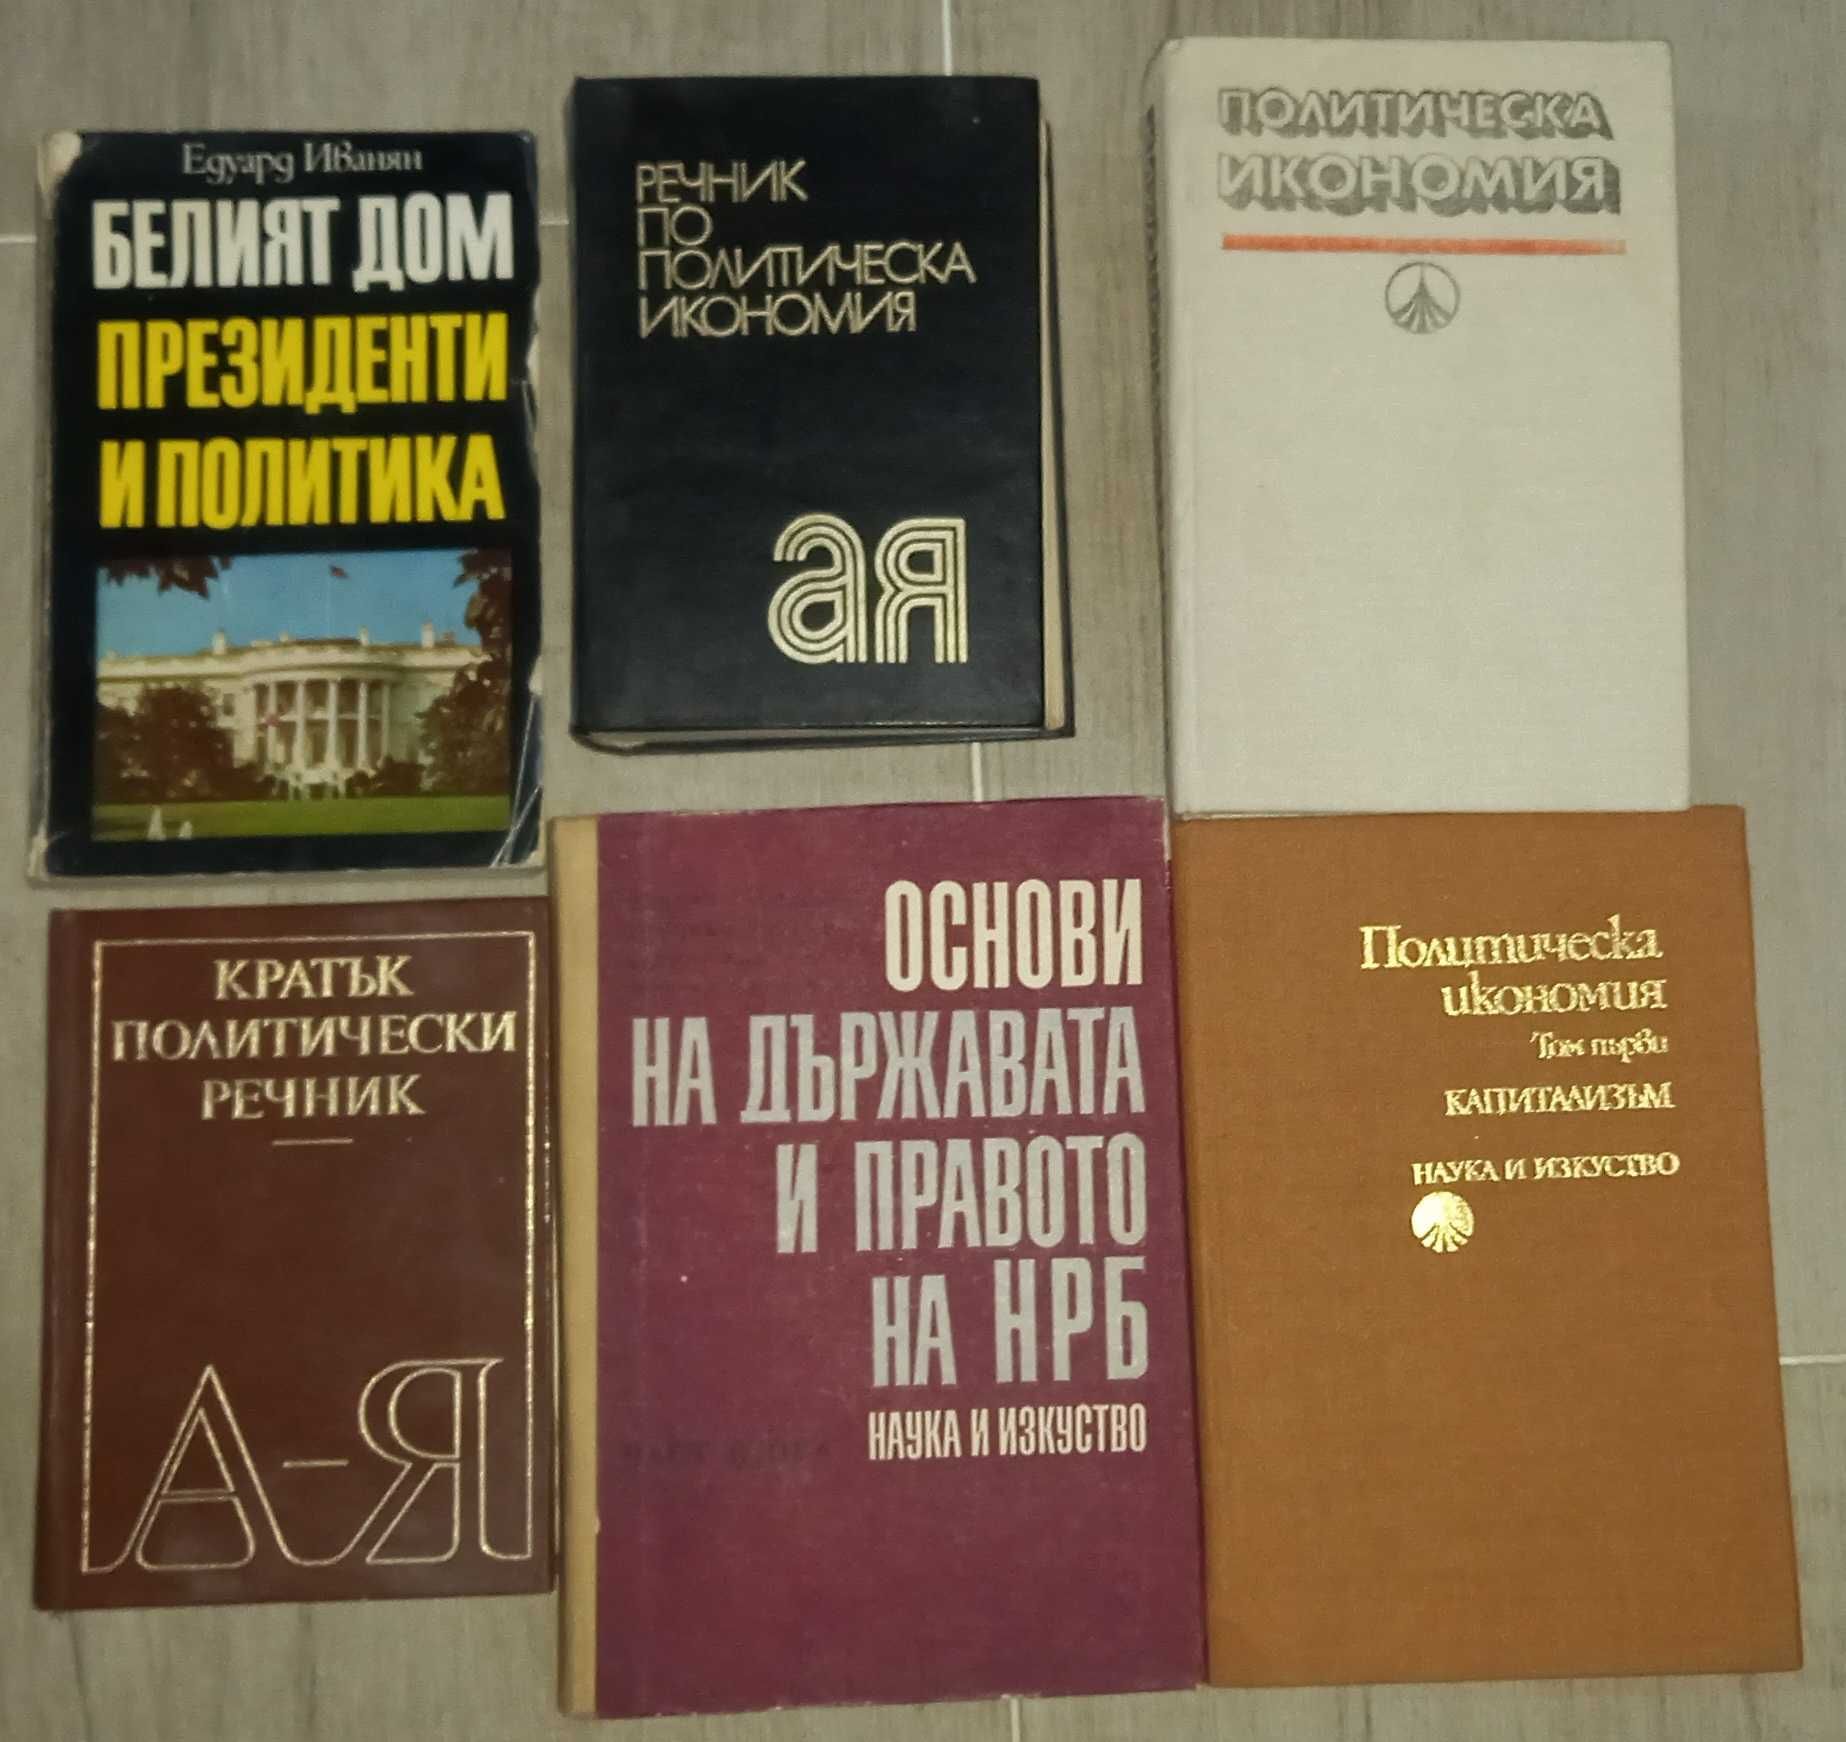 Едуард Иванян
БЕЛИЯТ ДОМ
ПРЕЗИДЕНТИ
И ПОЛИТИКА
РЕЧНИК
ПО
ПОЛИТИЧЕСКА
ИКОНОМИЯ
ая
ПОЛИТИЧЕСКА
ИКОНОМИЯ
КРАТЪК
ПОЛИТИЧЕСКИ
РЕЧНИК
А-Я
ОСНОВИ
НА ДЪРЖАВАТА
И ПРАВОТО
НА НРБ
НАУКА И ИЗКУСТВО
Политическа
икономия
Том първи
КАПИТАЛИЗЪМ
НАУКА И ИЗКУСТВО